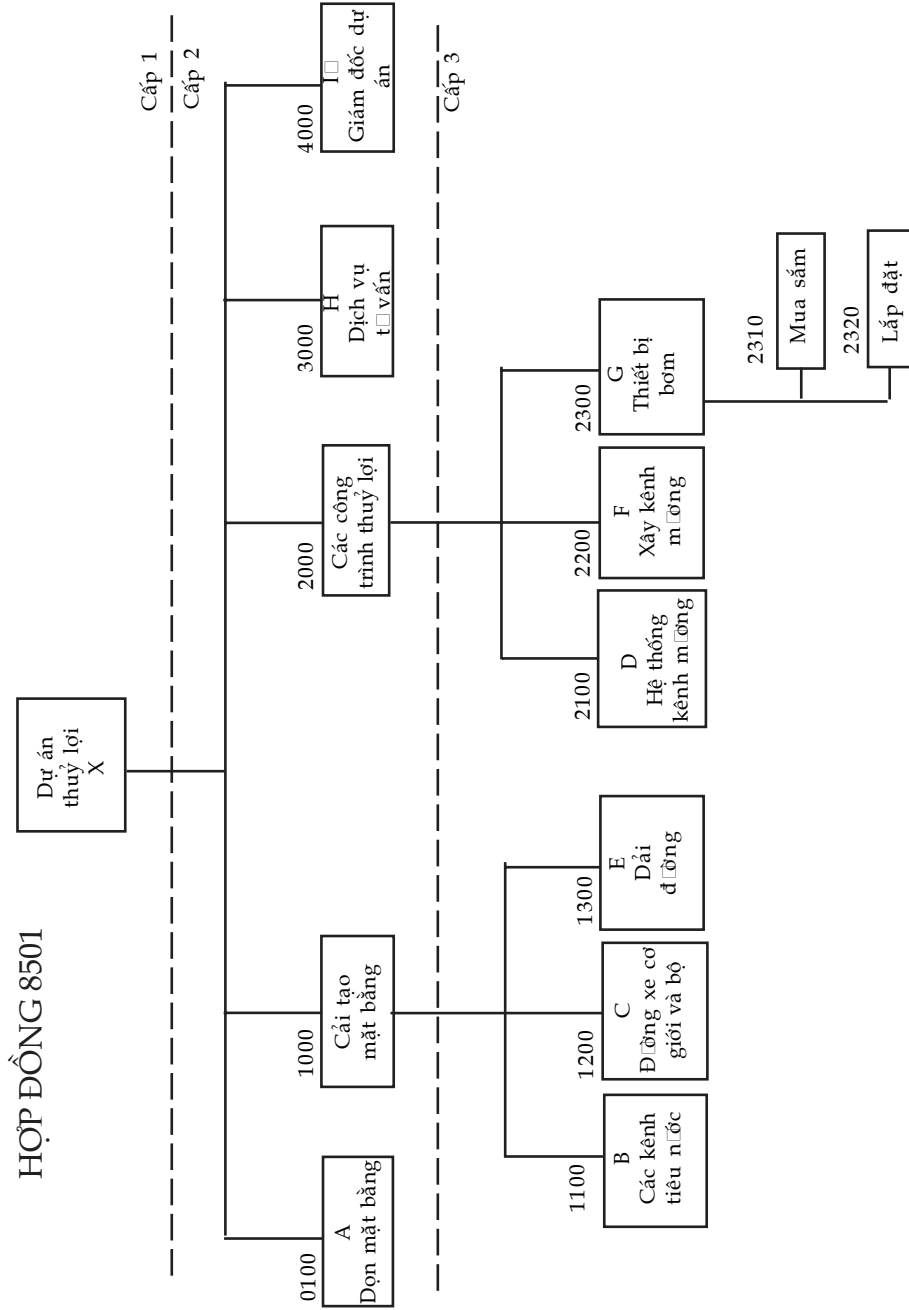 HỢP ĐỒNG 8501
Dự án
thuỷ lợi
X
Cấp 1
Cấp 2
0100
A
Dọn mặt bằng
1000
Cải tạo
mặt bằng
2000
Các công
trình thuỷ lợi
3000
H
Dịch vụ
t□ vấn
4000
I□
Giám đốc dự
án
Cấp 3
1100
B
Các kênh
tiêu n□ớc
1200
C
Đ□ờng xe cơ
giới và bộ
1300
E
Dải
đ□ờng
2100
D
Hệ thống
kênh m□ơng
2200
F
Xây kênh
m□ơng
2300
G
Thiết bị
bơm
2310
Mua sắm
2320
Lắp đặt